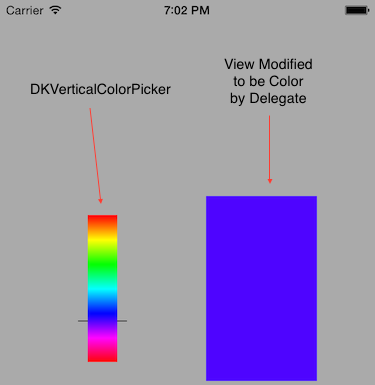 Carrier 7:02 PM
DKVerticalColorPicker
View Modified
to be Color
by Delegate